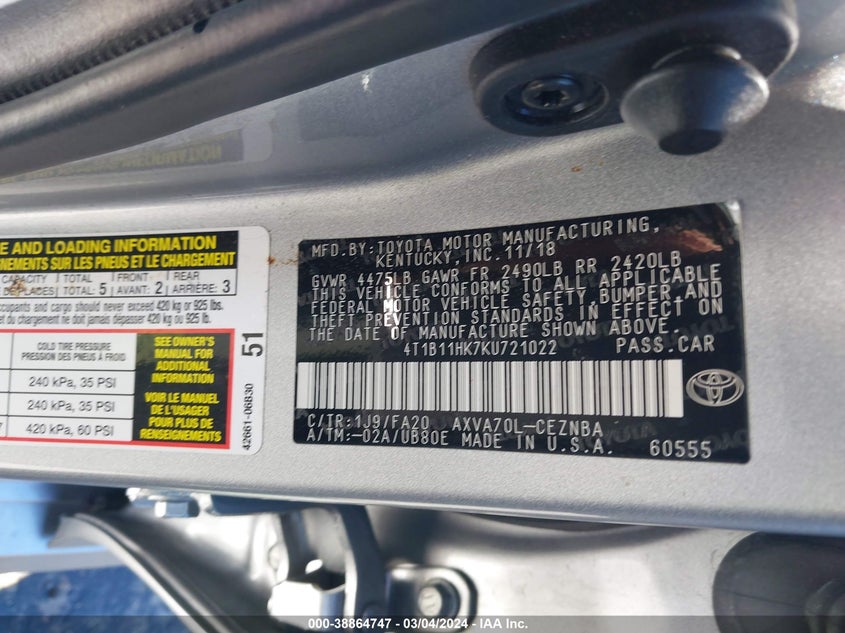 E AND LOADING INFORMATION
GNEMENTS SUR LES PNEUS ET LE CHARGEMENT
CAPACITY TOTAL FRONT REAR
PLACES TOTAL: 5 AVANT: 2 ARRIÈRE: 3
occupants and cargo should never exceed 420 kg or 925 lbs.
et du chargement ne doit jamais dépasser 420 kg ou 925 lb.
COLD TIRE PRESSURE
PRESSION DES PNEUS À FROID
240 kPa, 35 PSI
240 kPa, 35 PSI
420 kPa, 60 PSI
SEE OWNER'S
MANUAL FOR
ADDITIONAL
INFORMATION
VOIR LE MANUEL
DE L'USAGER
POUR PLUS DE
RENSEIGNEMENTS
42661-06B30
51
MFD.BY:TOYOTA MOTOR MANUFACTURING,
KENTUCKY, INC. 11/18
GVWR 4475LB GAWR FR 2490LB RR 2420LB
THIS VEHICLE CONFORMS TO ALL APPLICABLE
FEDERAL MOTOR VEHICLE SAFETY, BUMPER, AND
THEFT PREVENTION STANDARDS IN EFFECT ON
THE DATE OF MANUFACTURE SHOWN ABOVE.
4T1B11HK7KU721022 PASS.CAR
C/TR:1J9/FA20 AXVA70L-CEZNBA
A/TM:-02A/UB80E MADE IN U.S.A.
60555
TOYOTA
000-38864747 - 03/04/2024 - IAA Inc.